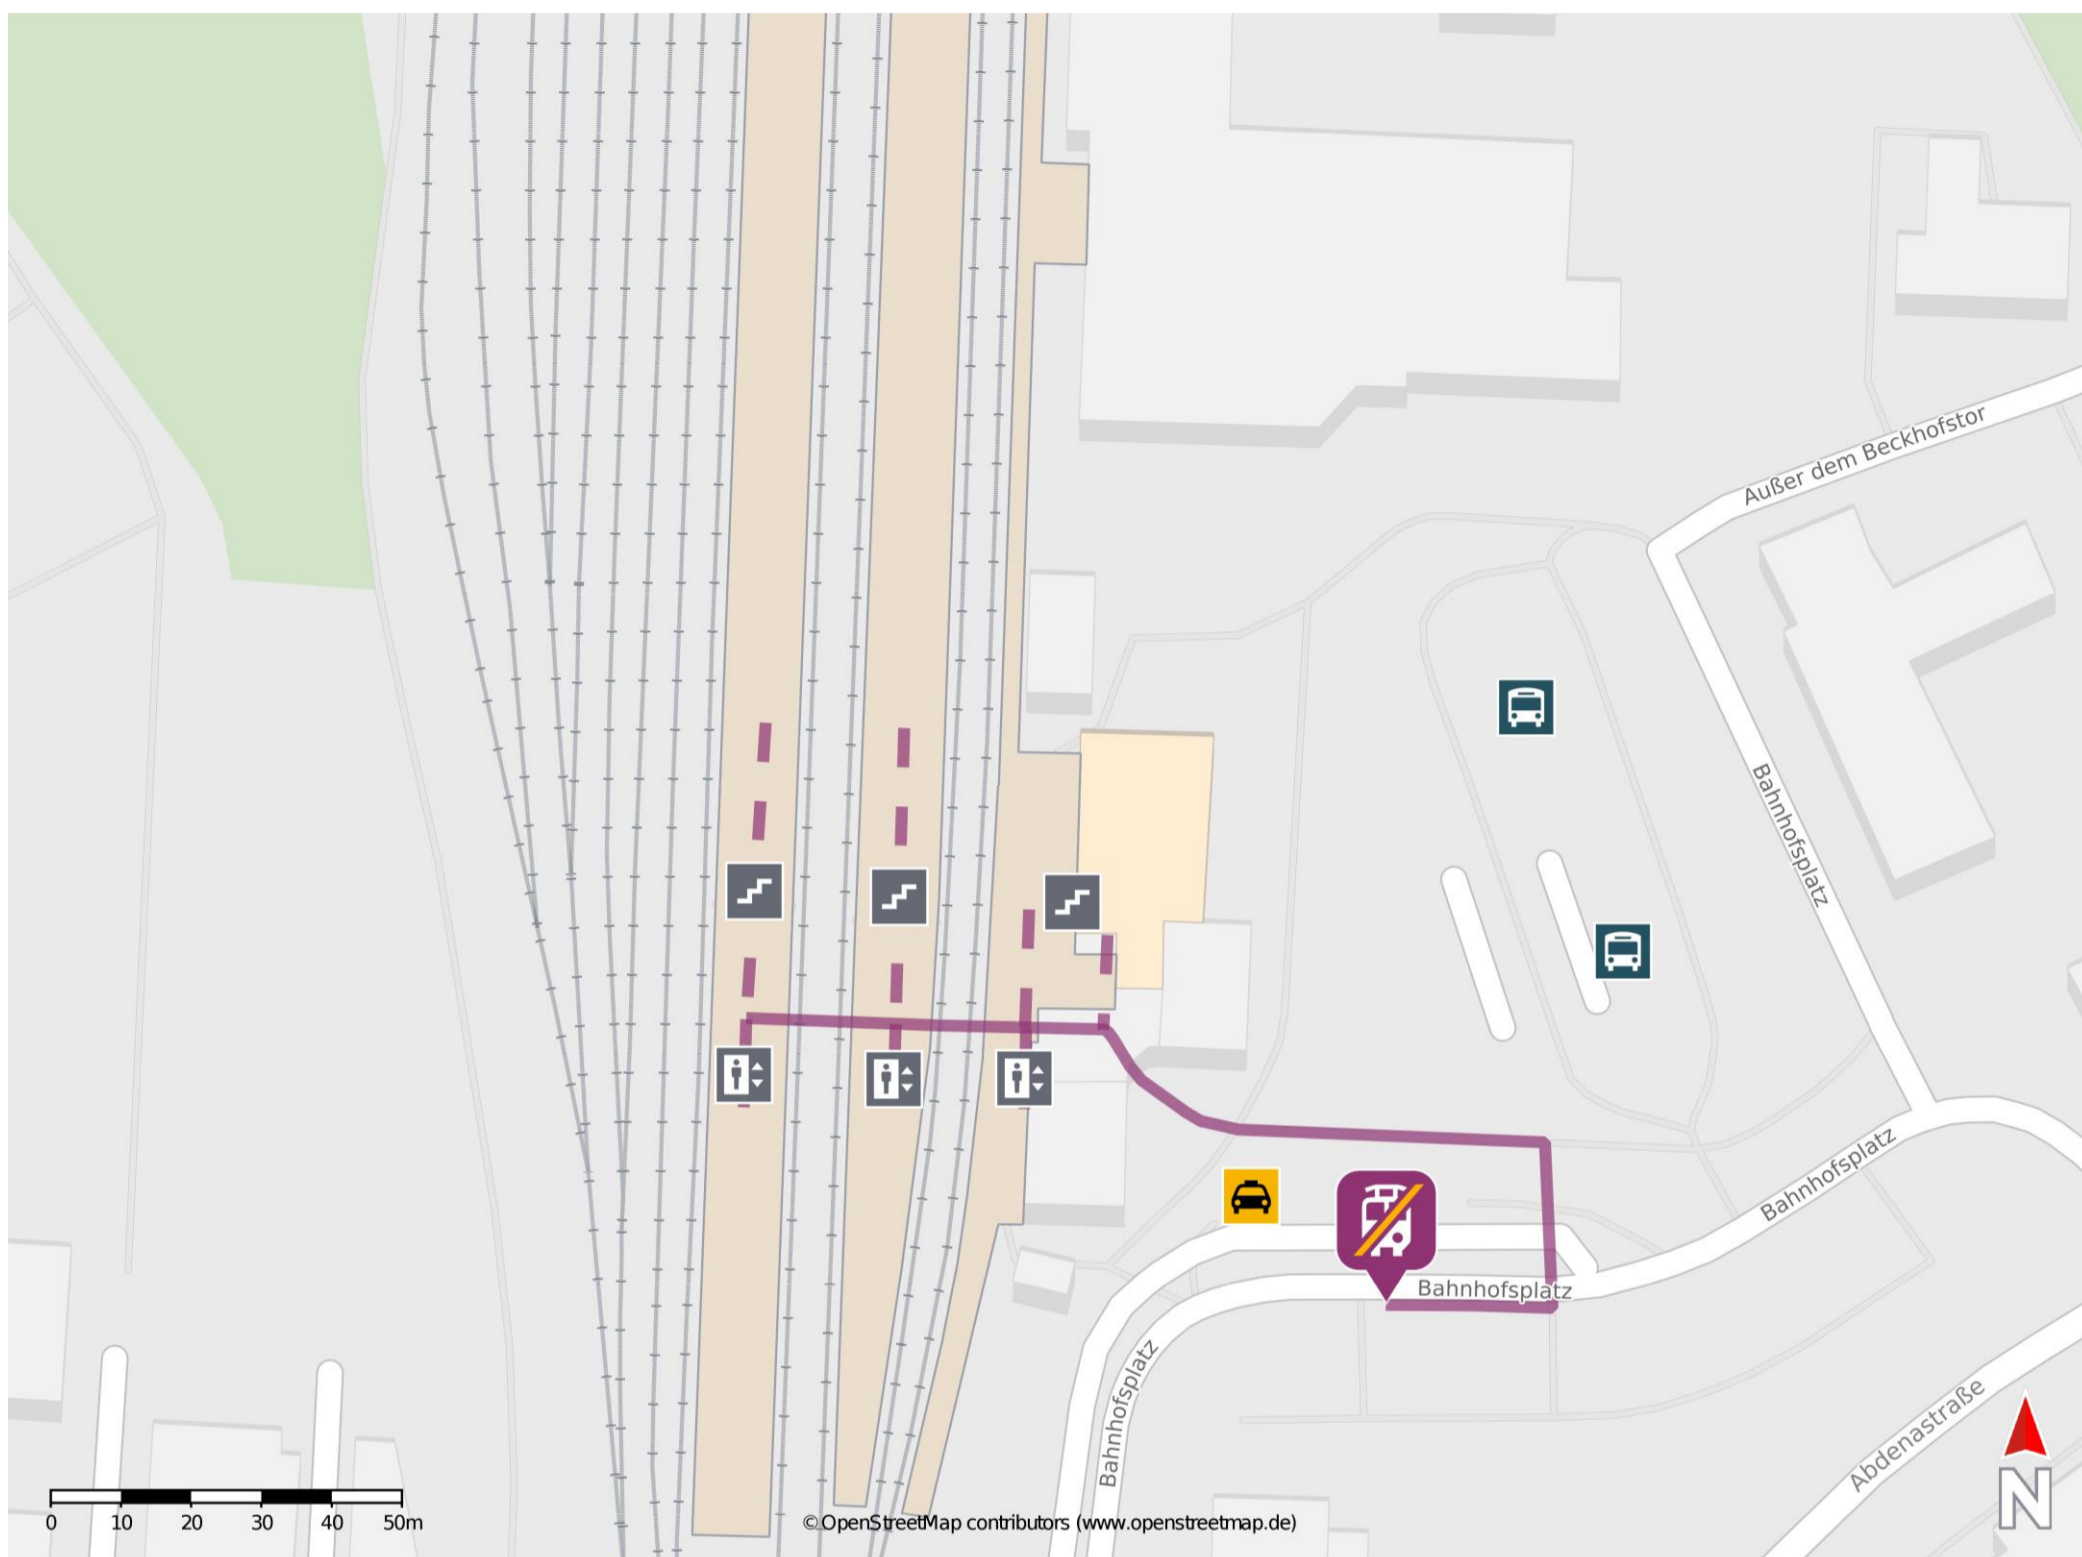 Außer dem Beckhofstor
Bahnhofsplatz
Bahnhofsplatz
Bahnhofsplatz
Bahnhofsplatz
Abdenastraße
N
0 10 20 30 40 50m
© OpenStreetMap contributors (www.openstreetmap.de)